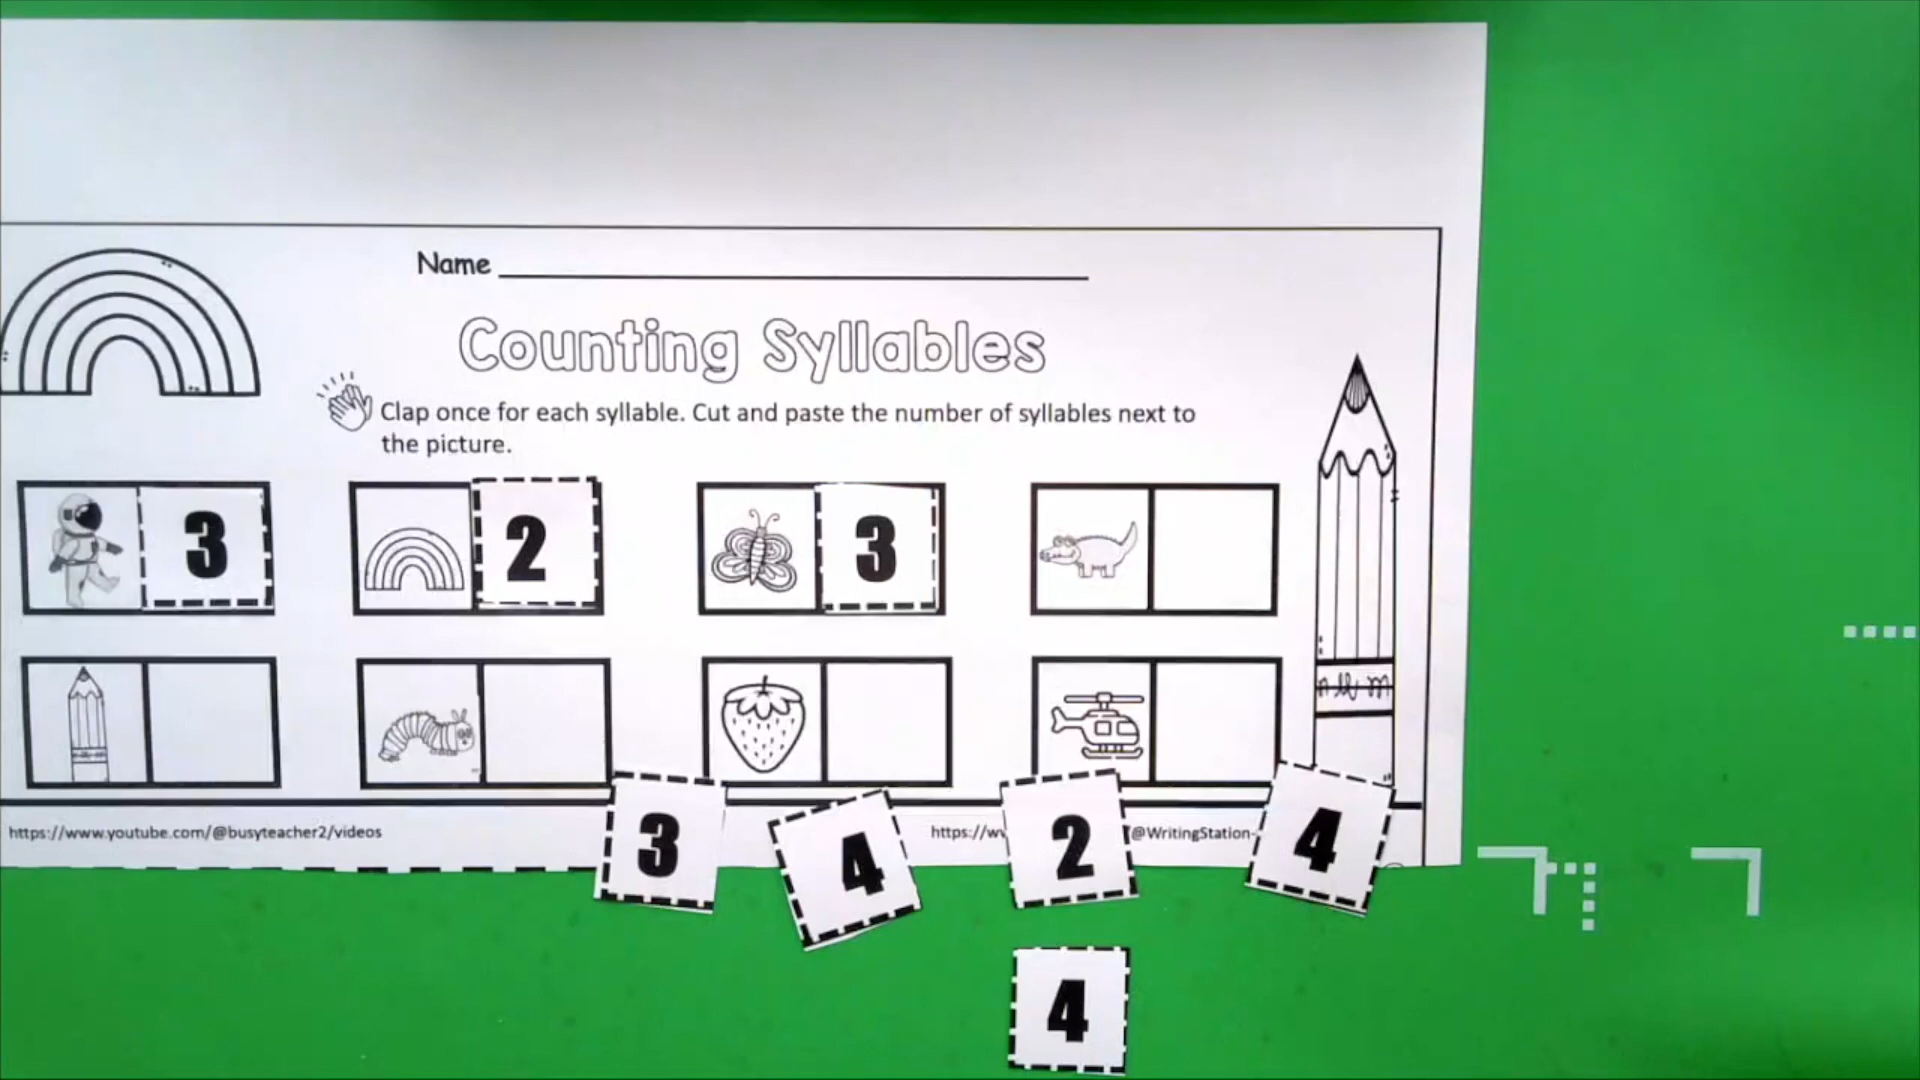 Name
Counting Syllables
Clap once for each syllable. Cut and paste the number of syllables next to
the picture.
3
2
3
https://www.youtube.com/@busyteacher2/videos
@WritingStation-
3
4
2
4
4